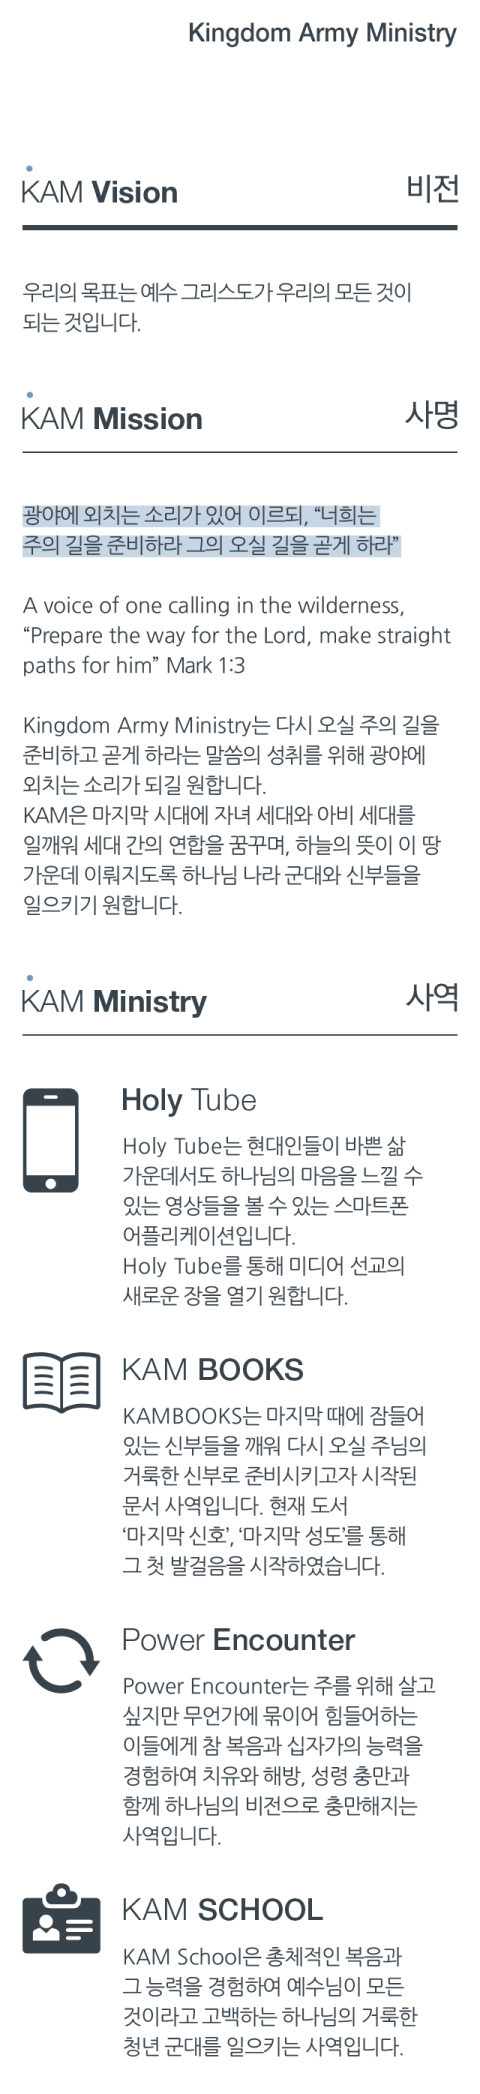 Kingdom Army Ministry
KAM Vision 비전
우리의 목표는 예수 그리스도가 우리의 모든 것이
되는 것입니다.
KAM Mission 사명
광야에 외치는 소리가 있어 이르되, “너희는
주의 길을 준비하라 그의 오실 길을 곧게 하라”
A voice of one calling in the wilderness,
“Prepare the way for the Lord, make straight
paths for him” Mark 1:3
Kingdom Army Ministry는 다시 오실 주의 길을
준비하고 곧게 하라는 말씀의 성취를 위해 광야에
외치는 소리가 되길 원합니다.
KAM은 마지막 시대에 자녀 세대와 아비 세대를
일깨워 세대 간의 연합을 꿈꾸며, 하늘의 뜻이 이 땅
가운데 이뤄지도록 하나님 나라 군대와 신부들을
일으키기 원합니다.
KAM Ministry 사역
Holy Tube
Holy Tube는 현대인들이 바쁜 삶
가운데서도 하나님의 마음을 느낄 수
있는 영상들을 볼 수 있는 스마트폰
어플리케이션입니다.
Holy Tube를 통해 미디어 선교의
새로운 장을 열기 원합니다.
KAM BOOKS
KAMBOOKS는 마지막 때에 잠들어
있는 신부들을 깨워 다시 오실 주님의
거룩한 신부로 준비시키고자 시작된
문서 사역입니다. 현재 도서
‘마지막 신호’, ‘마지막 성도’를 통해
그 첫 발걸음을 시작하였습니다.
Power Encounter
Power Encounter는 주를 위해 살고
싶지만 무언가에 묶이어 힘들어하는
이들에게 참 복음과 십자가의 능력을
경험하여 치유와 해방, 성령 충만과
함께 하나님의 비전으로 충만해지는
사역입니다.
KAM SCHOOL
KAM School은 총체적인 복음과
그 능력을 경험하여 예수님이 모든
것이라고 고백하는 하나님의 거룩한
청년 군대를 일으키는 사역입니다.